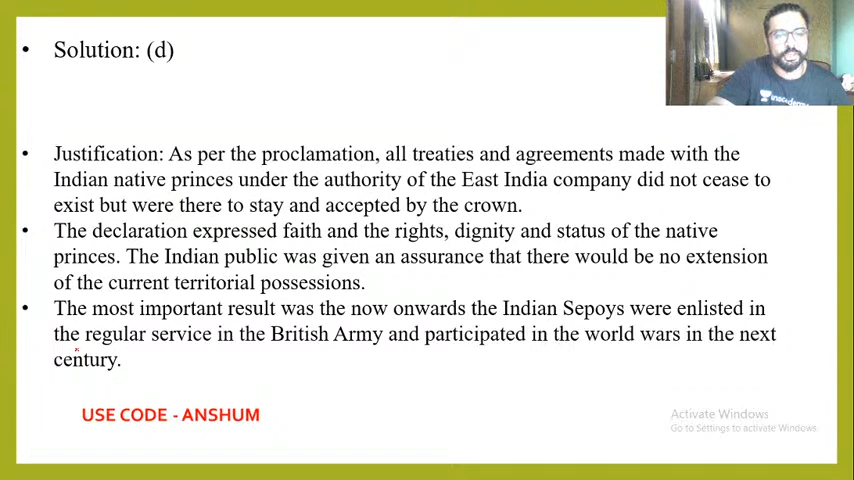 Solution: (d)
Justification: As per the proclamation, all treaties and agreements made with the
Indian native princes under the authority of the East India company did not cease to
exist but were there to stay and accepted by the crown.
The declaration expressed faith and the rights, dignity and status of the native
princes. The Indian public was given an assurance that there would be no extension
of the current territorial possessions.
The most important result was the now onwards the Indian Sepoys were enlisted in
the regular service in the British Army and participated in the world wars in the next
century.
USE CODE - ANSHUM
Activate Windows
Go to Settings to activate Windows.